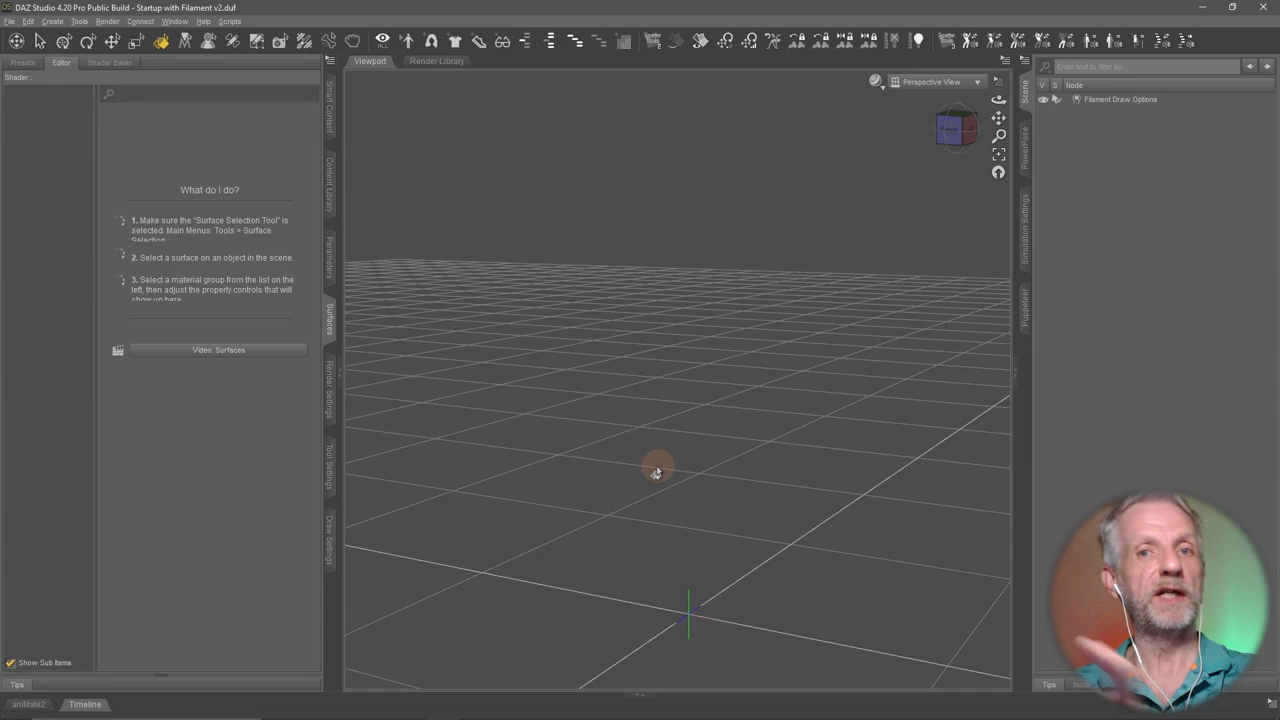 DAZ Studio 4.20 Pro Public Build - Startup with Filament v2.duf
File Edit Create Tools Render Connect Window Help Scripts
Presets Editor Shader Baker
Shader :
What do I do?
1. Make sure the "Surface Selection Tool" is
selected. Main Menus: Tools > Surface
Selection
2. Select a surface on an object in the scene.
3. Select a material group from the list on the
left, then adjust the property controls that will
show up here
Video: Surfaces
Show Sub Items
Tips
aniMate2 Timeline
Smart Content
Content Library
Parameters
Surfaces
Render Settings
Tool Settings
Draw Settings
Viewport Render Library
Perspective View
Scene
PowerPose
Simulation Settings
Puppeteer
Enter text to filter by...
V S Node
Filament Draw Options
Tips